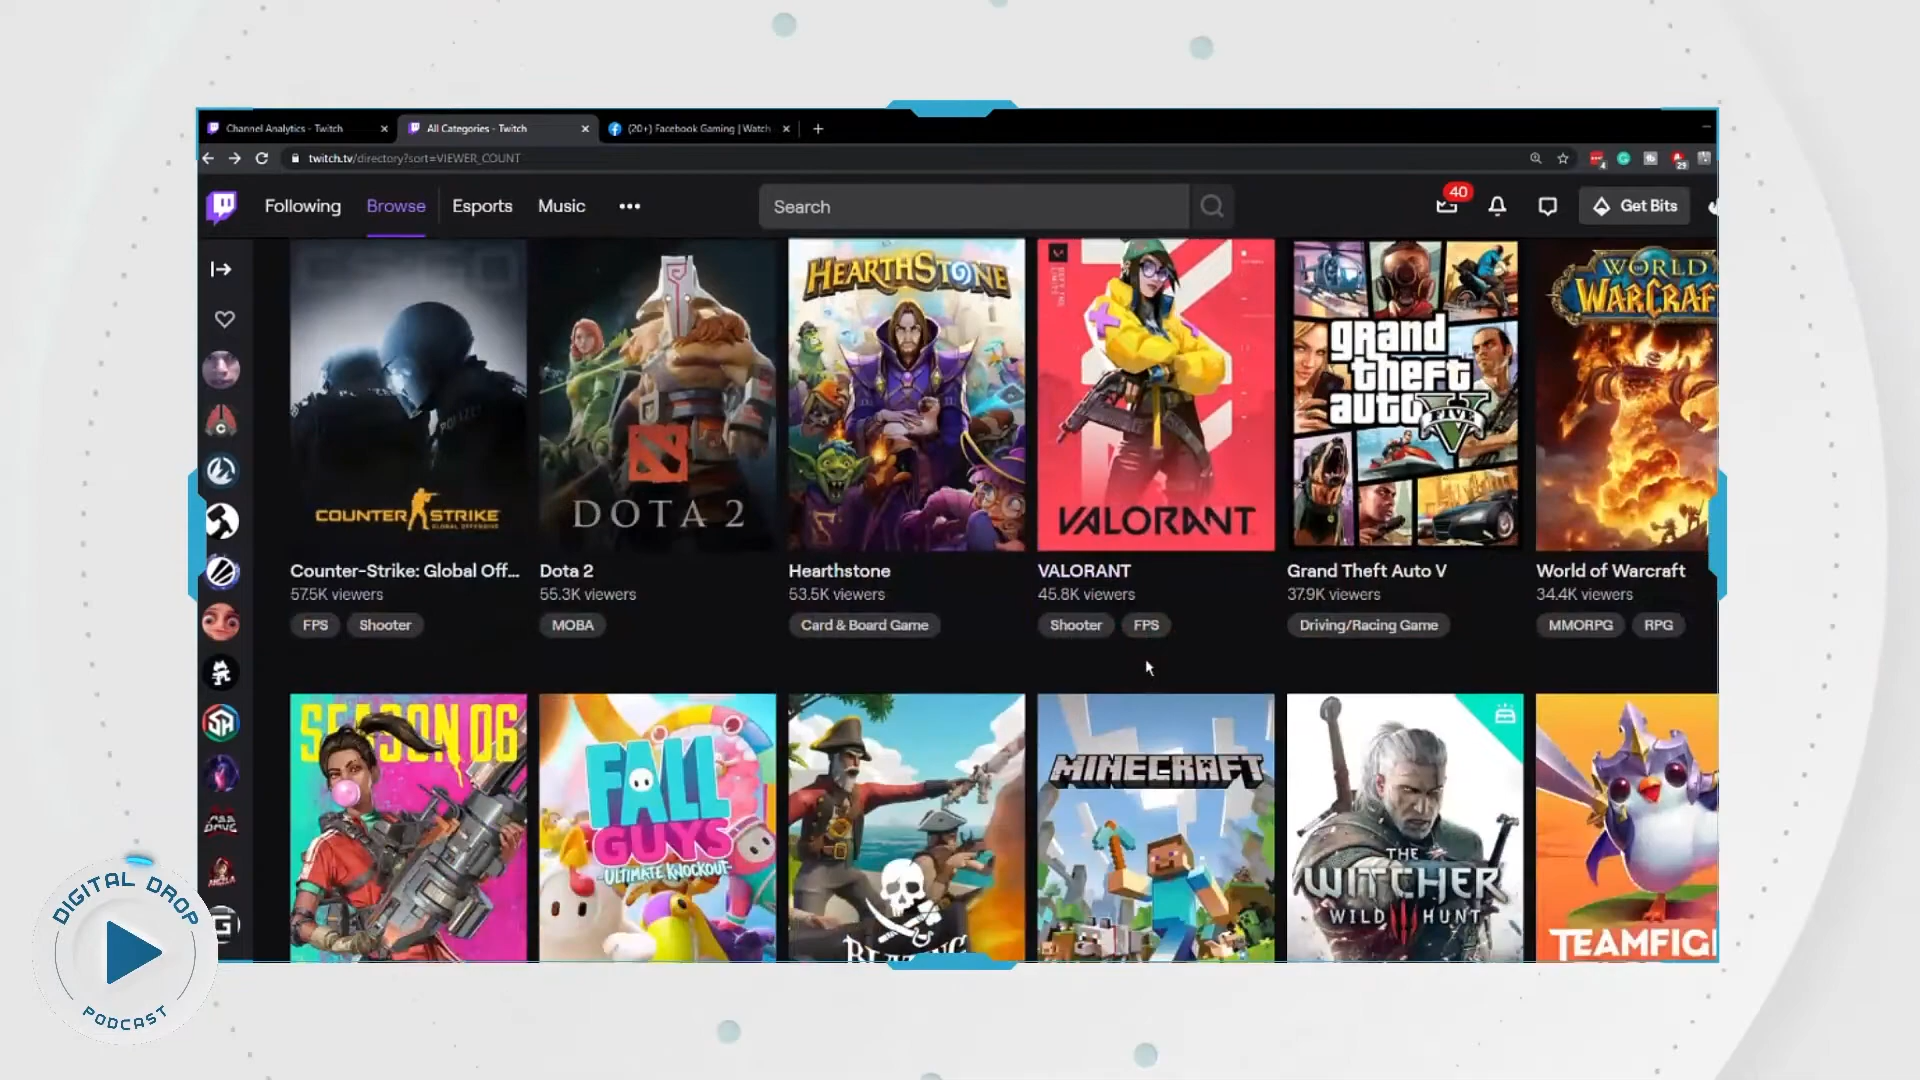 Channel Analytics - Twitch
All Categories - Twitch
(20+) Facebook Gaming | Watch
twitch.tv/directory?sort=VIEWER_COUNT
Following
Browse
Esports
Music
Search
40
Get Bits
COUNTER STRIKE
GLOBAL OFFENSIVE
DOTA 2
HEARTHSTONE
VALORANT
grand
theft
auto
FIVE
WORLD
WARCRAF
Counter-Strike: Global Off...
57.5K viewers
FPS
Shooter
Dota 2
55.3K viewers
MOBA
Hearthstone
53.5K viewers
Card & Board Game
VALORANT
45.8K viewers
Shooter
FPS
Grand Theft Auto V
37.9K viewers
Driving/Racing Game
World of Warcraft
34.4K viewers
MMORPG
RPG
SEASON 06
FALL
GUYS
-ULTIMATE KNOCKOUT-
MINECRAFT
THE
WITCHER
WILD HUNT
TEAMFIG
DIGITAL DROP
PODCAST